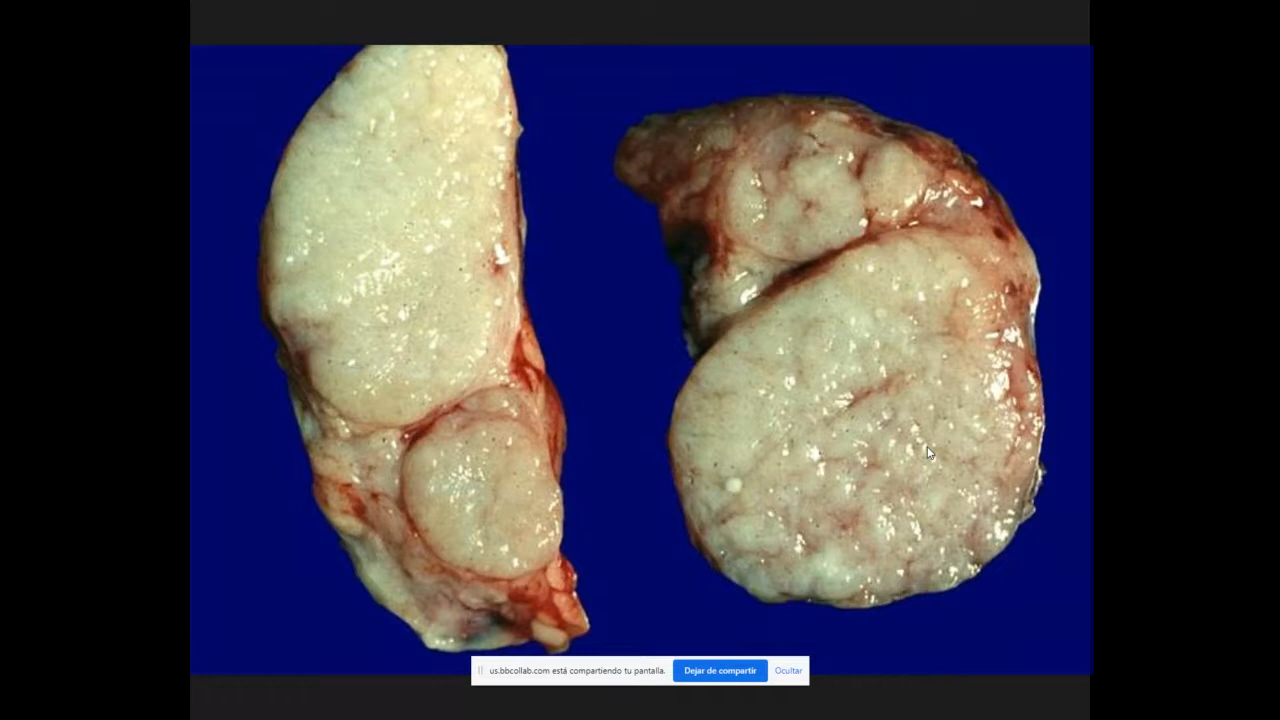 us.bbcollab.com está compartiendo tu pantalla.
Dejar de compartir
Ocultar